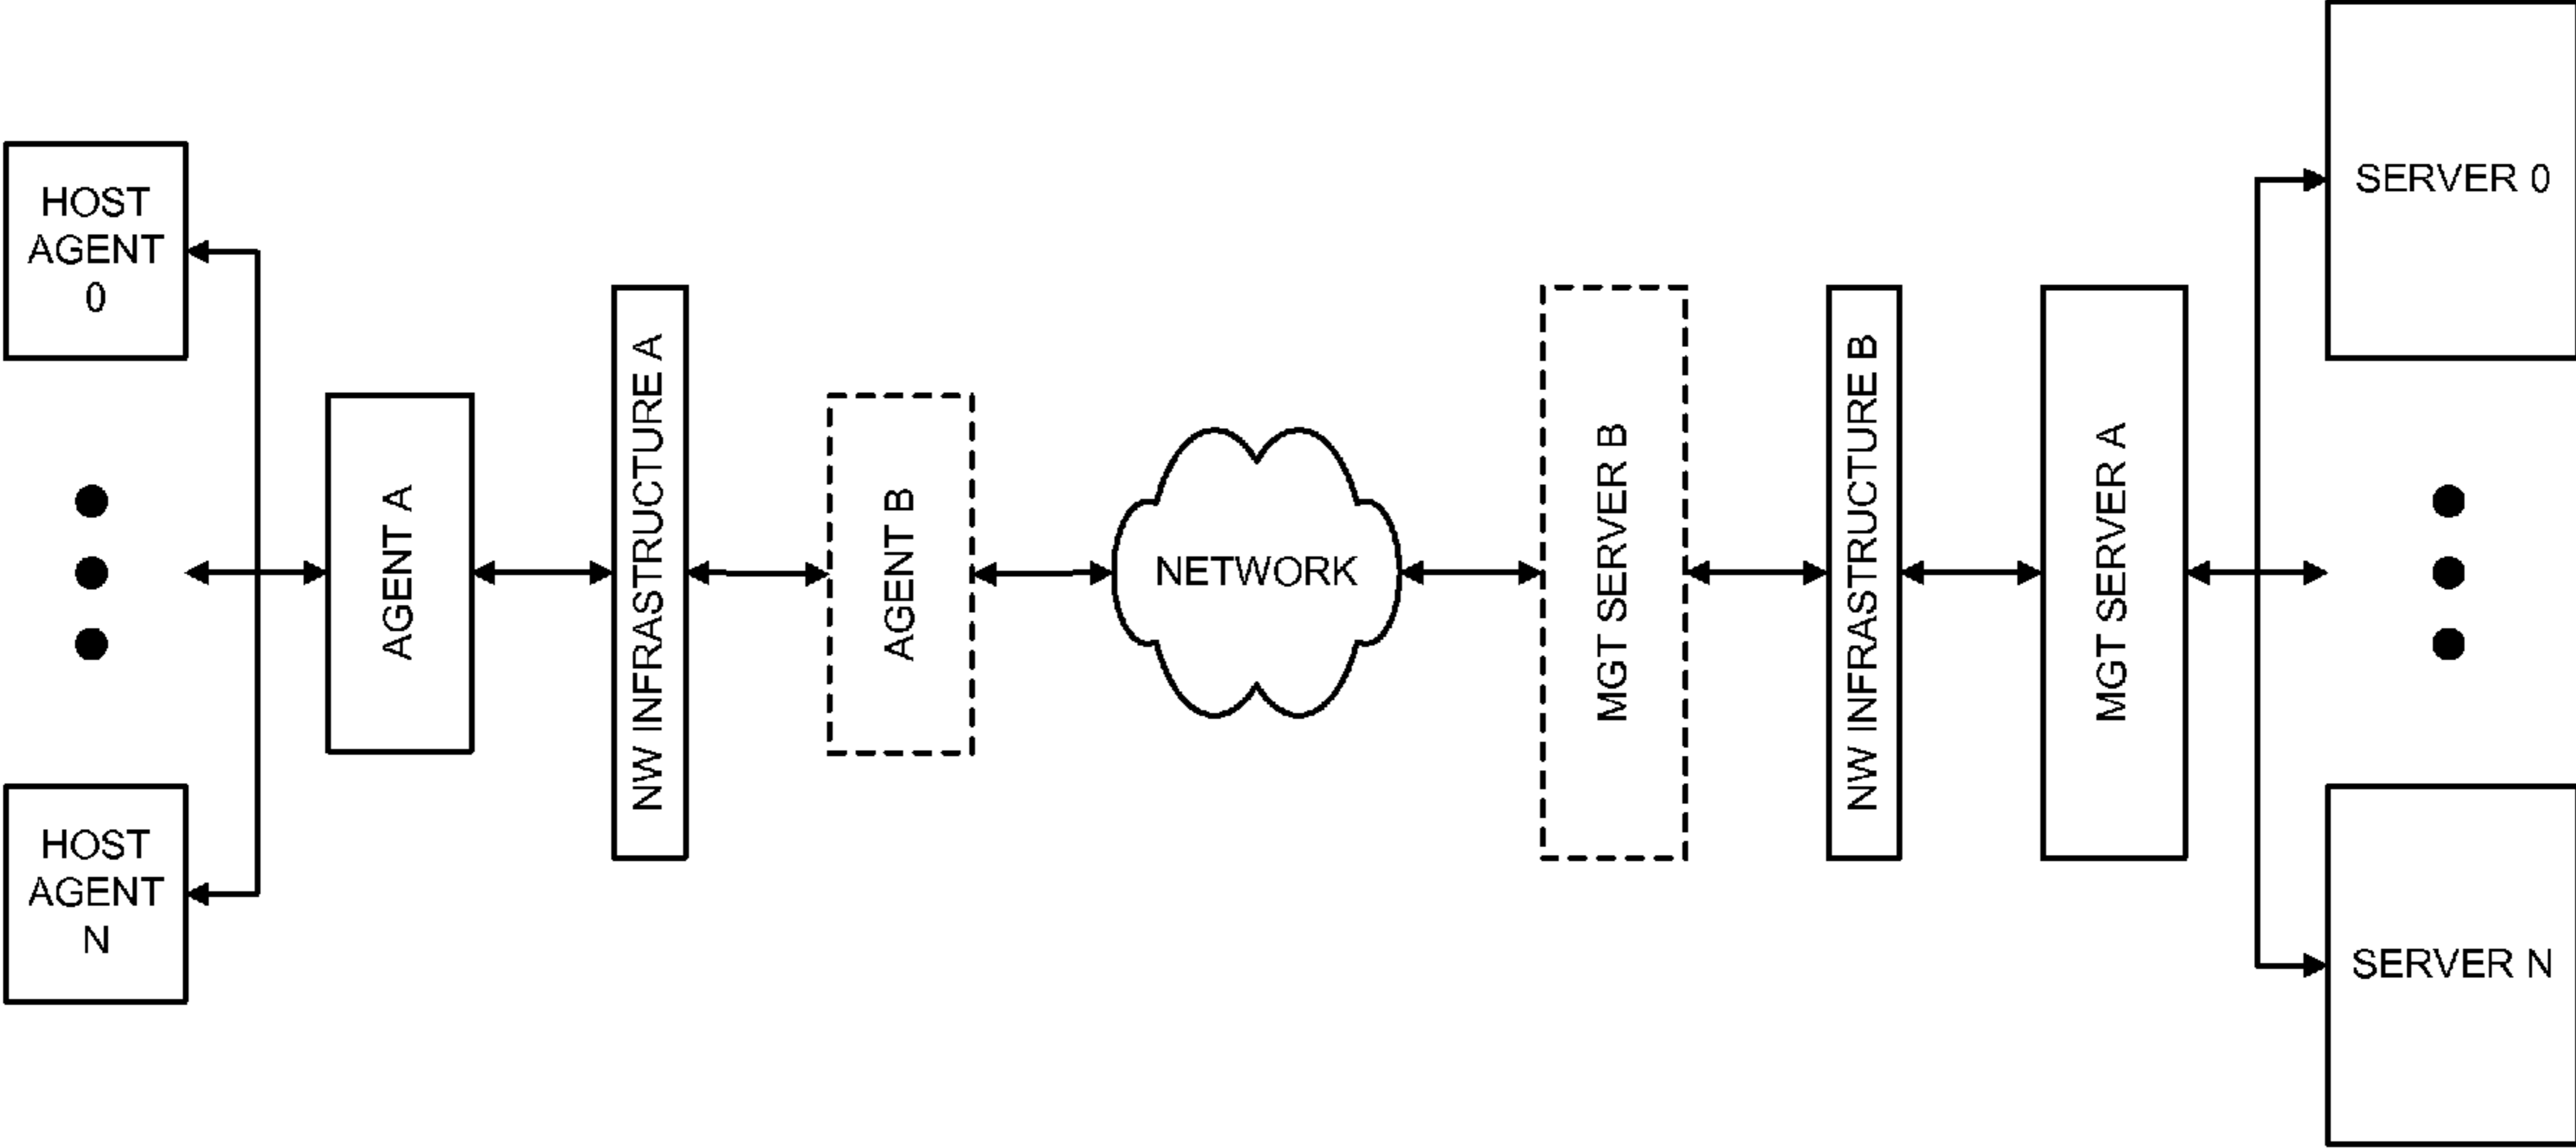 HOST
AGENT
0
HOST
AGENT
N
AGENT A
NW INFRASTRUCTURE A
AGENT B
NETWORK
MGT SERVER B
NW INFRASTRUCTURE B
MGT SERVER A
SERVER 0
SERVER N